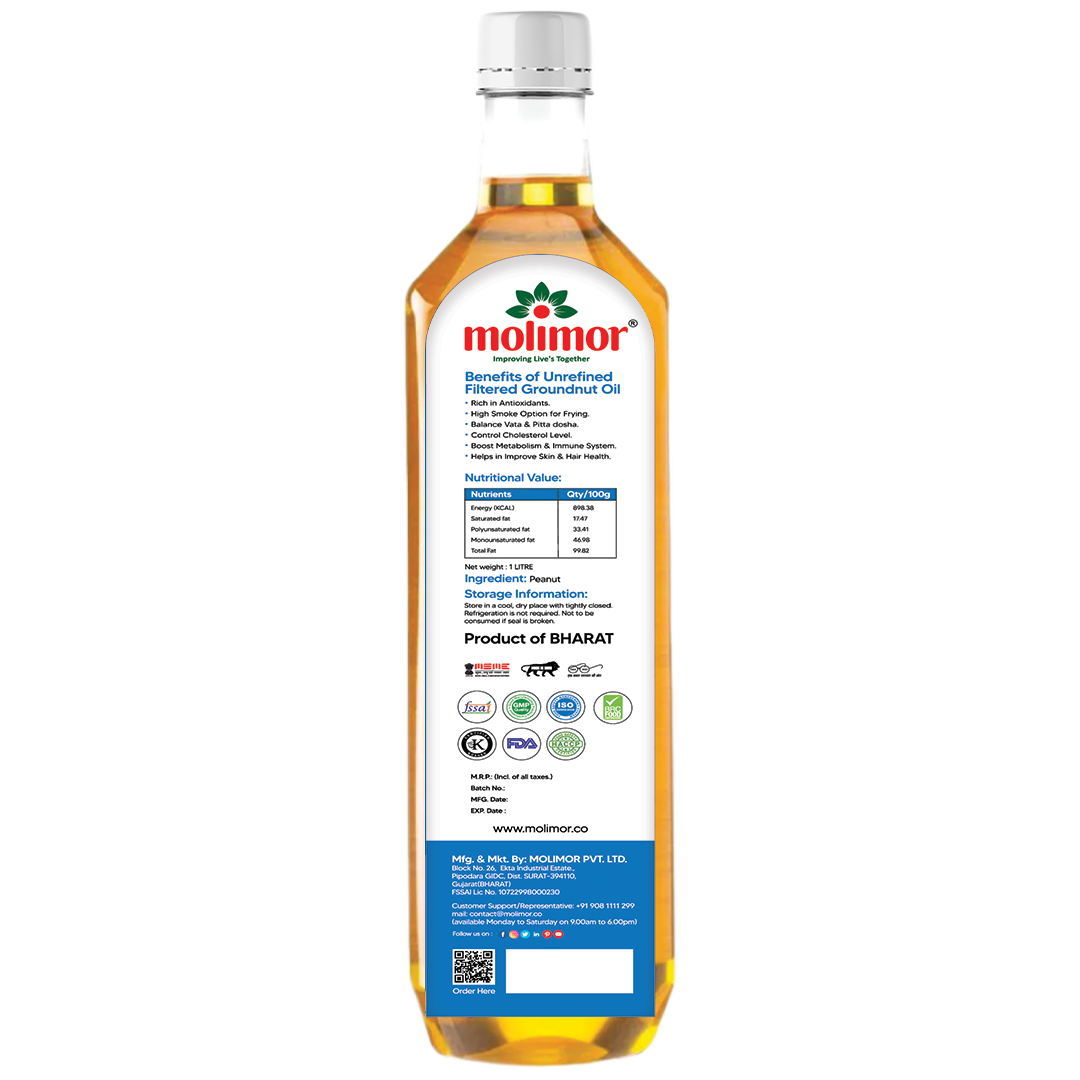 molimor®
Improving Live's Together
Benefits of Unrefined
Filtered Groundnut Oil
• Rich in Antioxidants.
• High Smoke Option for Frying.
• Balance Vata & Pitta dosha.
• Control Cholesterol Level.
• Boost Metabolism & Immune System.
• Helps in Improve Skin & Hair Health.
Nutritional Value:
Nutrients Qty/100g
Energy (KCAL) 898.38
Saturated fat 17.47
Polyunsaturated fat 33.41
Monounsaturated fat 46.98
Total Fat 99.82
Net weight : 1 LITRE
Ingredient: Peanut
Storage Information:
Store in a cool, dry place with tightly closed.
Refrigeration is not required. Not to be
consumed if seal is broken.
Product of BHARAT
fssai GMP Quality ISO BRC FOOD
K FDA HACCP
M.R.P.: (Incl. of all taxes.)
Batch No.:
MFG. Date:
EXP. Date :
www.molimor.co
Mfg. & Mkt. By: MOLIMOR PVT. LTD.
Block No. 26, Ekta Industrial Estate.,
Pipodara GIDC, Dist. SURAT-394110,
Gujarat(BHARAT)
FSSAI Lic No. 10722998000230
Customer Support/Representative: +91 908 1111 299
mail: contact@molimor.co
(available Monday to Saturday on 9.00am to 6.00pm)
Follow us on :
Order Here